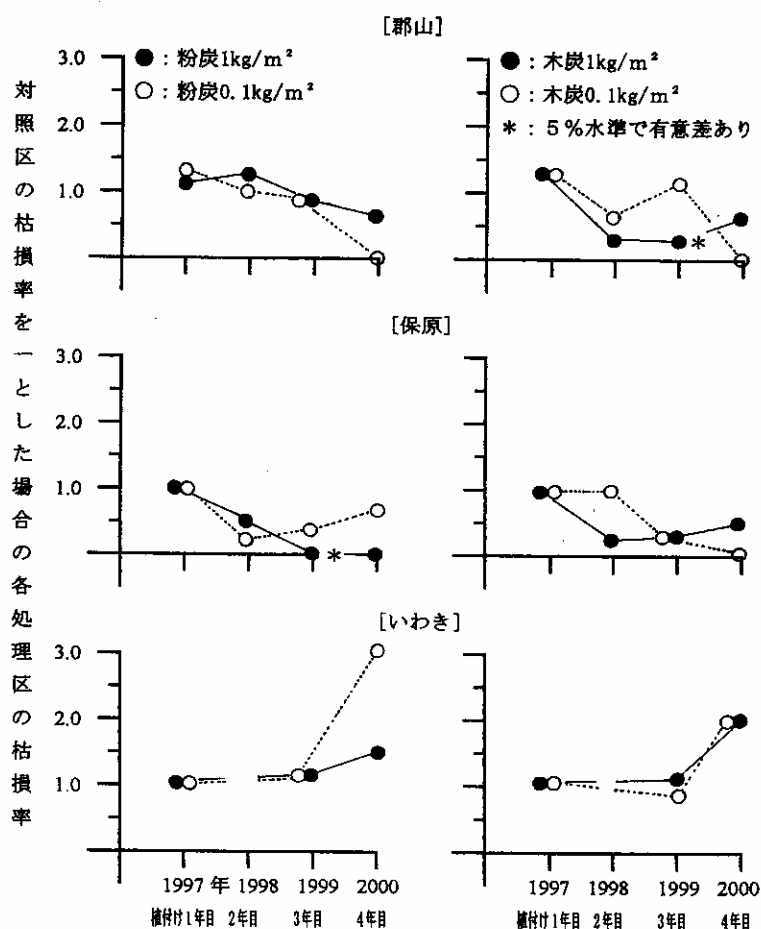 [郡山]
対照区の枯損率を一とした場合の各処理区の枯損率
3.0
2.0
1.0
●：粉炭1kg/m²
○：粉炭0.1kg/m²
●：木炭1kg/m²
○：木炭0.1kg/m²
*：5%水準で有意差あり
*
[保原]
3.0
2.0
1.0
*
[いわき]
3.0
2.0
1.0
1997年 1998 1999 2000
植付け1年目 2年目 3年目 4年目
1997 1998 1999 2000
植付け1年目 2年目 3年目 4年目